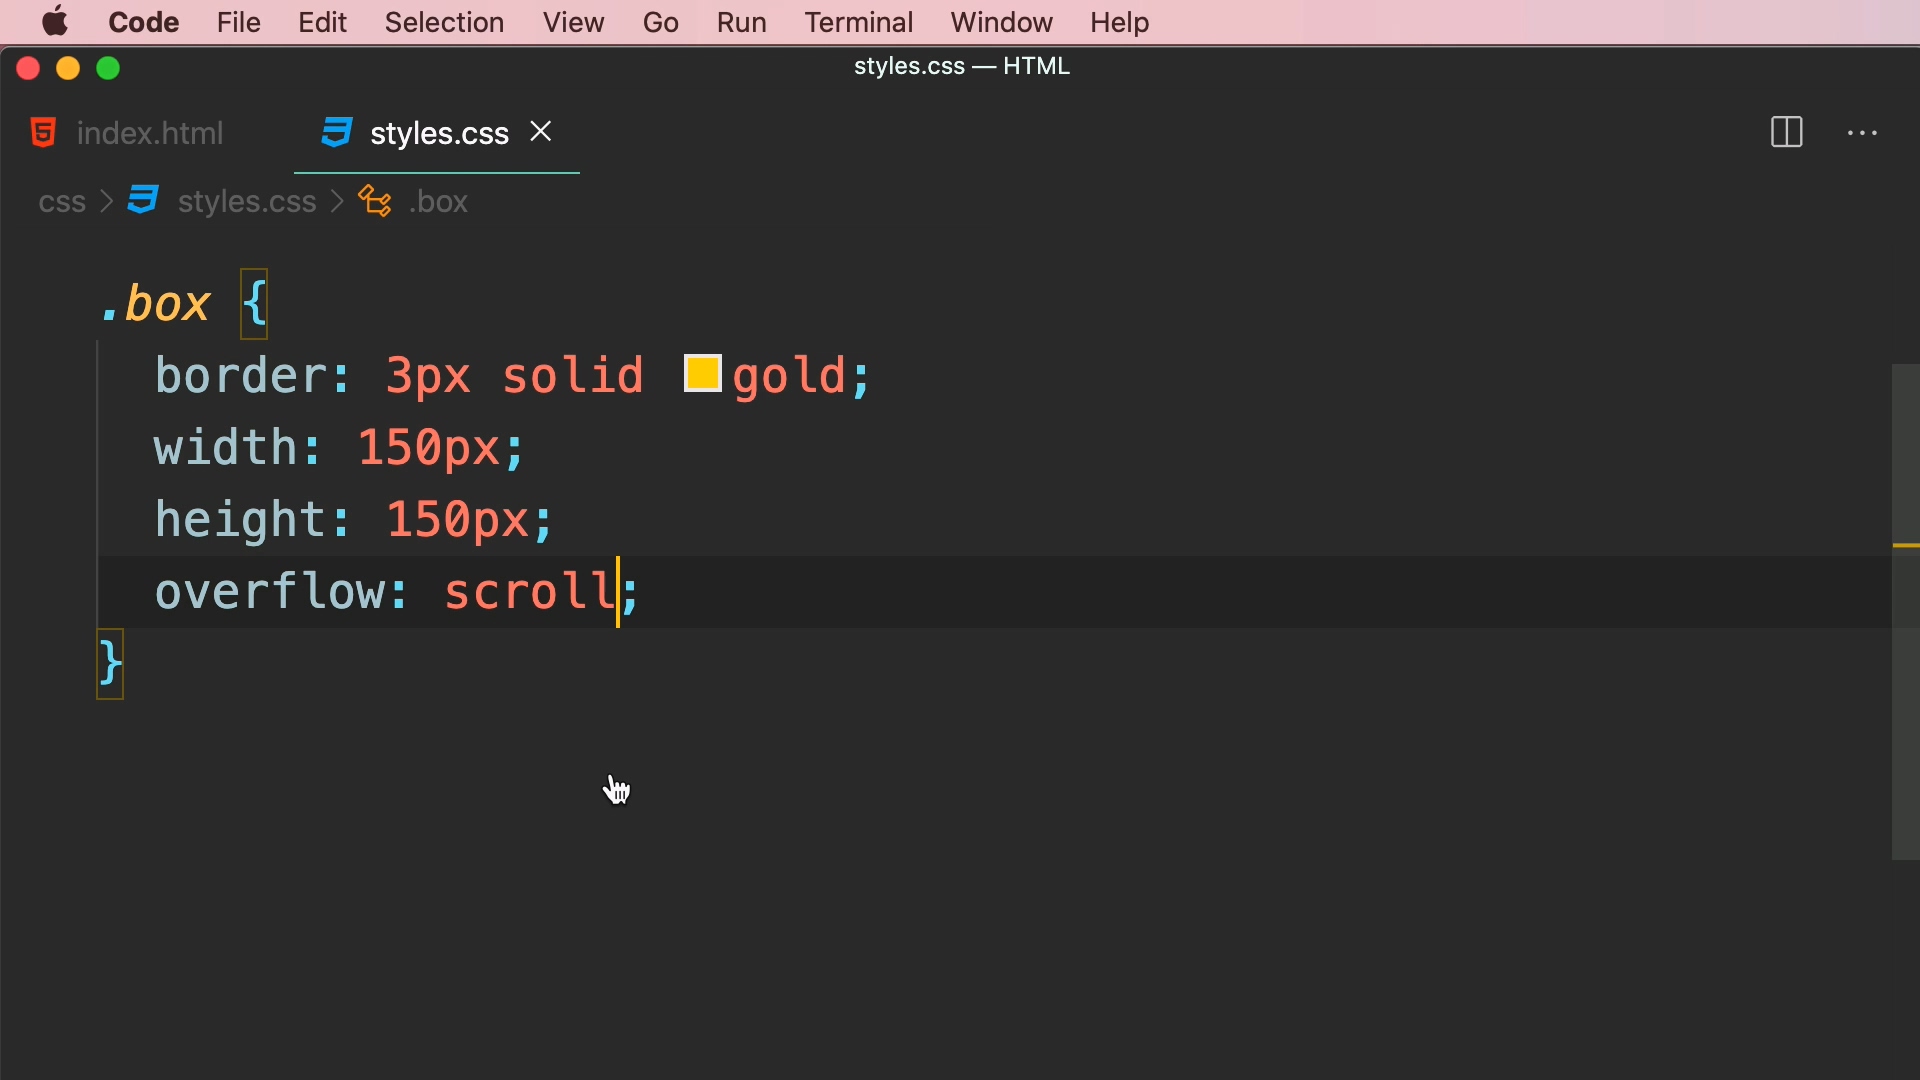 Code File Edit Selection View Go Run Terminal Window Help
styles.css — HTML
index.html styles.css
css > styles.css > .box
.box {
border: 3px solid gold;
width: 150px;
height: 150px;
overflow: scroll;
}